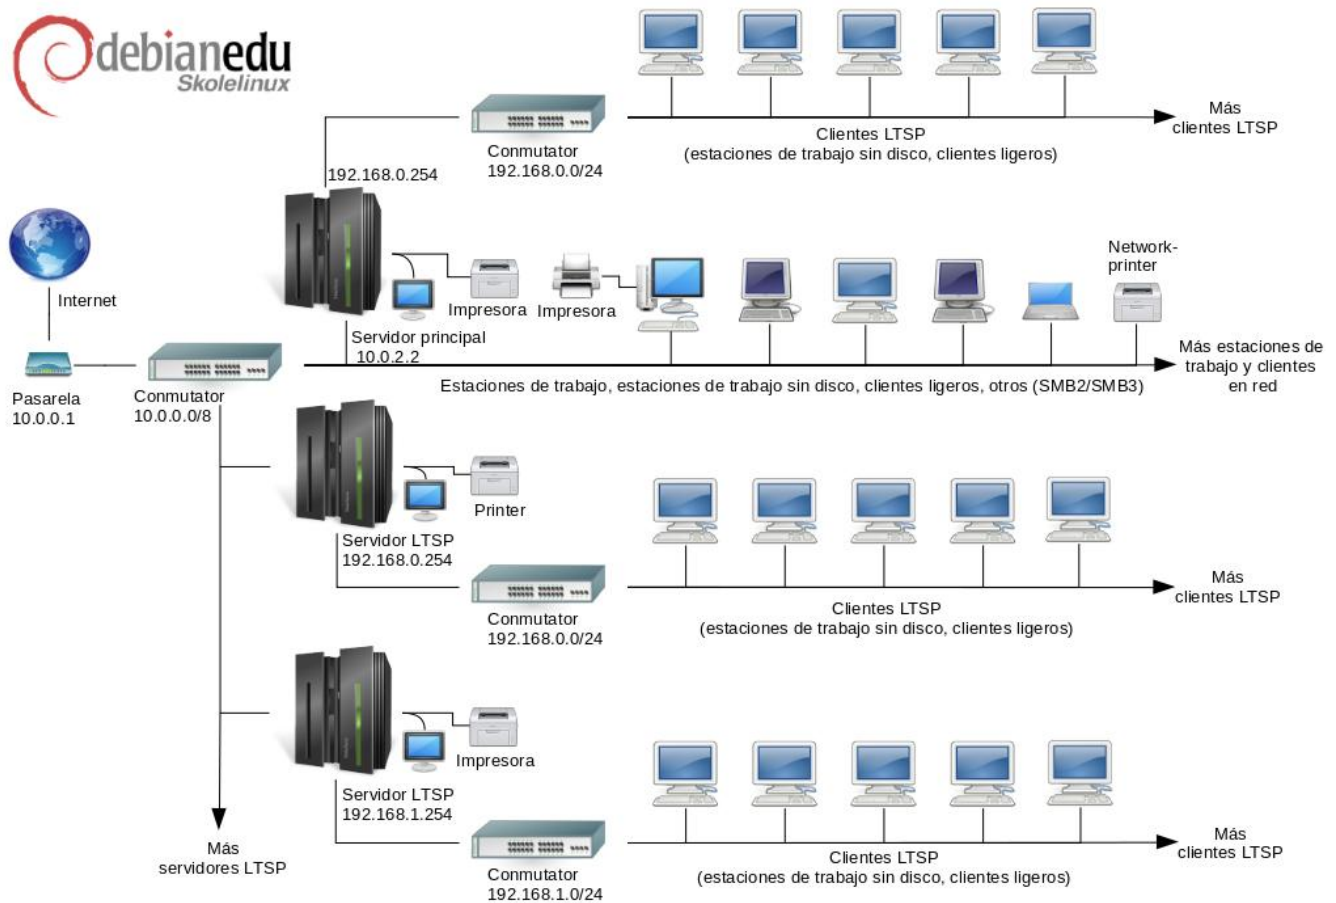 debianedu
Skolelinux
Más
clientes LTSP
Clientes LTSP
(estaciones de trabajo sin disco, clientes ligeros)
Conmutator
192.168.0.0/24
192.168.0.254
Internet
Impresora
Impresora
Network-
printer
Servidor principal
10.0.2.2
Pasarela
10.0.0.1
Conmutator
10.0.0.0/8
Estaciones de trabajo, estaciones de trabajo sin disco, clientes ligeros, otros (SMB2/SMB3)
Más estaciones de
trabajo y clientes
en red
Printer
Servidor LTSP
192.168.0.254
Conmutator
192.168.0.0/24
Clientes LTSP
(estaciones de trabajo sin disco, clientes ligeros)
Más
clientes LTSP
Impresora
Servidor LTSP
192.168.1.254
Más
servidores LTSP
Conmutator
192.168.1.0/24
Clientes LTSP
(estaciones de trabajo sin disco, clientes ligeros)
Más
clientes LTSP